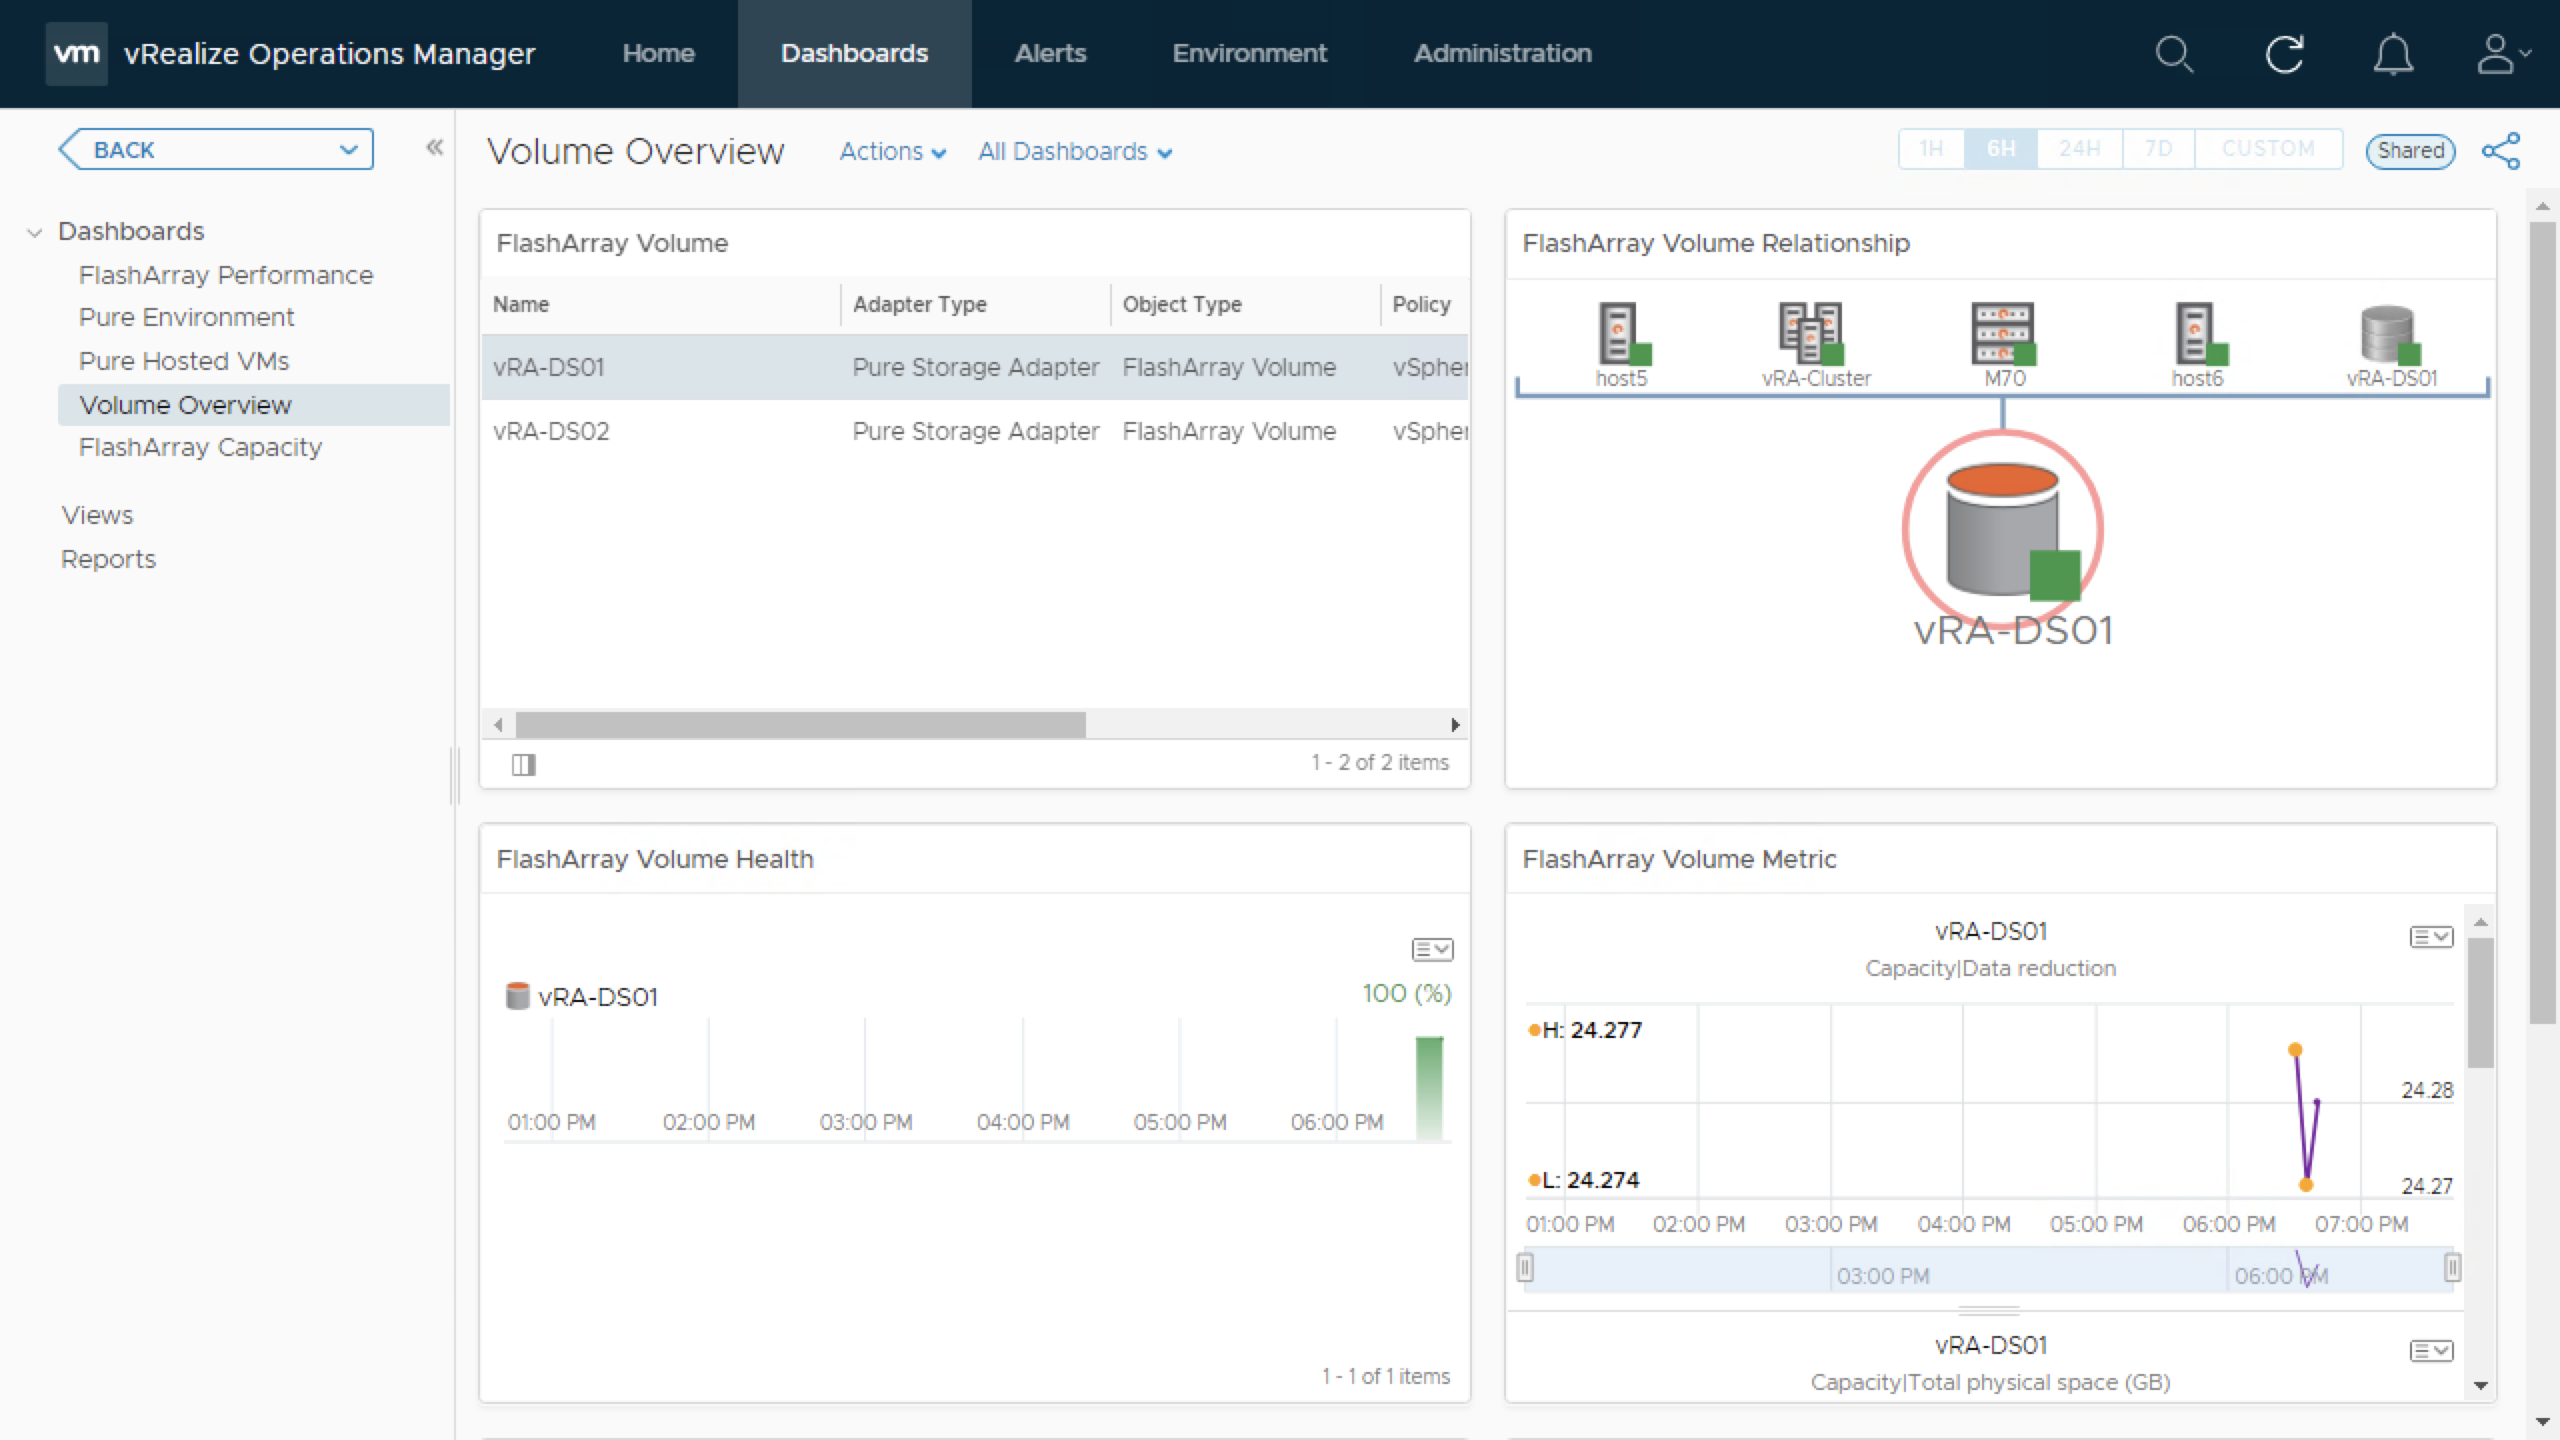 vm vRealize Operations Manager Home Dashboards Alerts Environment Administration
BACK
Dashboards
FlashArray Performance
Pure Environment
Pure Hosted VMs
Volume Overview
FlashArray Capacity
Views
Reports
Volume Overview Actions All Dashboards 1H 6H 24H 7D CUSTOM Shared
FlashArray Volume
Name Adapter Type Object Type Policy
vRA-DS01 Pure Storage Adapter FlashArray Volume vSpher
vRA-DS02 Pure Storage Adapter FlashArray Volume vSpher
1 - 2 of 2 items
FlashArray Volume Relationship
host5 vRA-Cluster M70 host6 vRA-DS01
vRA-DS01
FlashArray Volume Health
vRA-DS01 100 (%)
01:00 PM 02:00 PM 03:00 PM 04:00 PM 05:00 PM 06:00 PM
1 - 1 of 1 items
FlashArray Volume Metric
vRA-DS01
Capacity|Data reduction
H: 24.277
24.28
L: 24.274
24.27
01:00 PM 02:00 PM 03:00 PM 04:00 PM 05:00 PM 06:00 PM 07:00 PM
03:00 PM 06:00 PM
vRA-DS01
Capacity|Total physical space (GB)